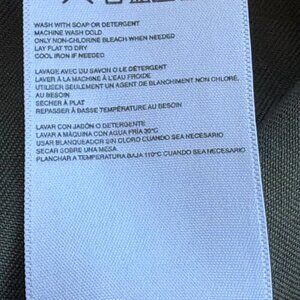 WASH WITH SOAP OR DETERGENT
MACHINE WASH COLD
ONLY NON-CHLORINE BLEACH WHEN NEEDED
LAY FLAT TO DRY
COOL IRON IF NEEDED
LAVAGE AVEC DU SAVON O LE DÉTERGENT
LAVER À LA MACHINE À L'EAU FROIDE
UTILISER SEULEMENT UN AGENT DE BLANCHIMENT NON CHLORÉ,
AU BESOIN
SÉCHER À PLAT
REPASSER À BASSE TEMPÉRATURE AU BESOIN
LAVAR CON JABÓN O DETERGENTE
LAVAR A MÁQUINA CON AGUA FRÍA 30°C
USAR BLANQUEADOR SIN CLORO CUANDO SEA NECESARIO
SECAR SOBRE UNA MESA
PLANCHAR A TEMPERATURA BAJA 110°C CUANDO SEA NECESARIO